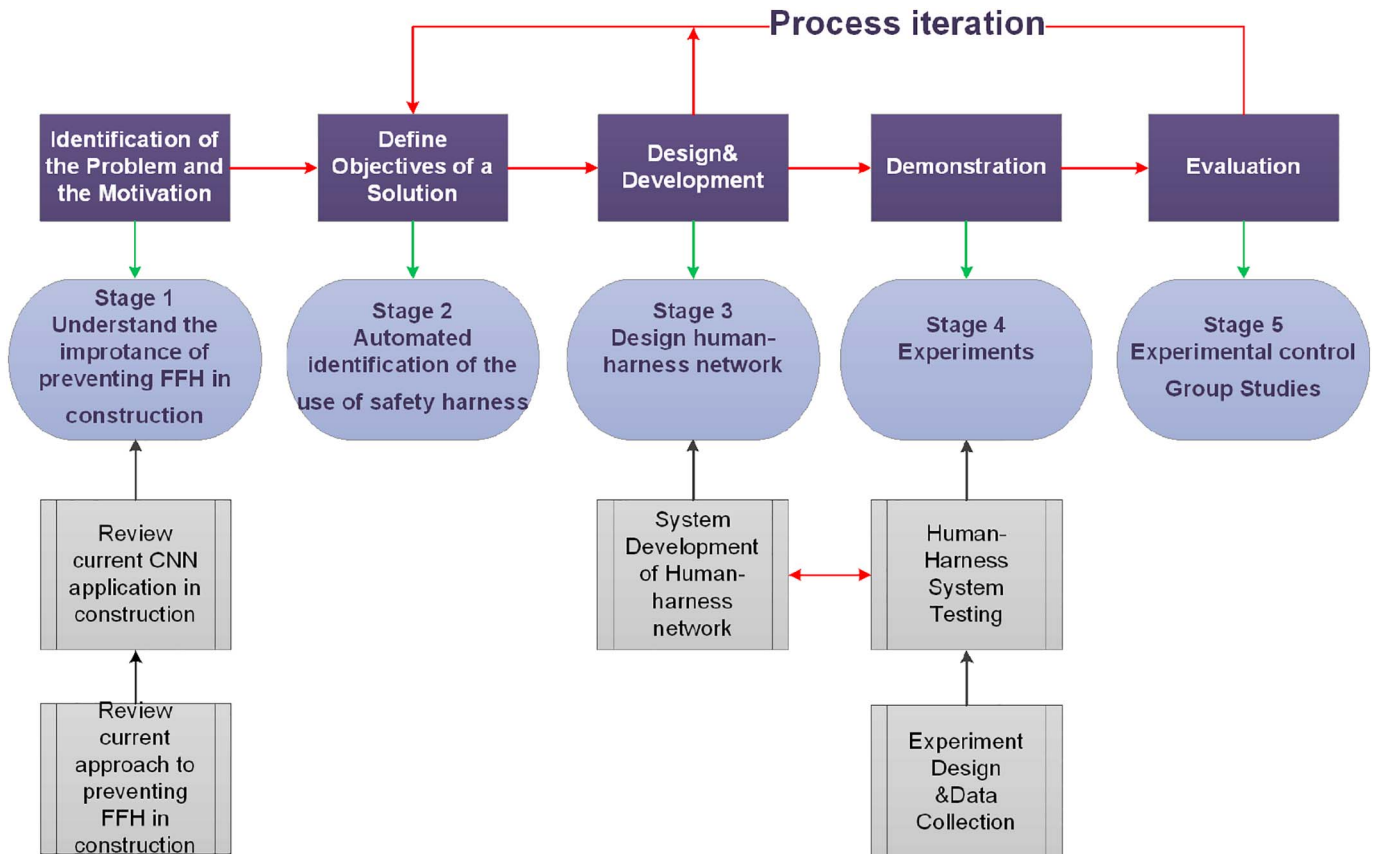 Process iteration
Identification of
the Problem and
the Motivation
Define
Objectives of a
Solution
Design&
Development
Demonstration
Evaluation
Stage 1
Understand the
improtance of
preventing FFH in
construction
Stage 2
Automated
identification of the
use of safety harness
Stage 3
Design human-
harness network
Stage 4
Experiments
Stage 5
Experimental control
Group Studies
Review
current CNN
application in
construction
System
Development
of Human-
harness
network
Human-
Harness
System
Testing
Review
current
approach to
preventing
FFH in
construction
Experiment
Design
&Data
Collection